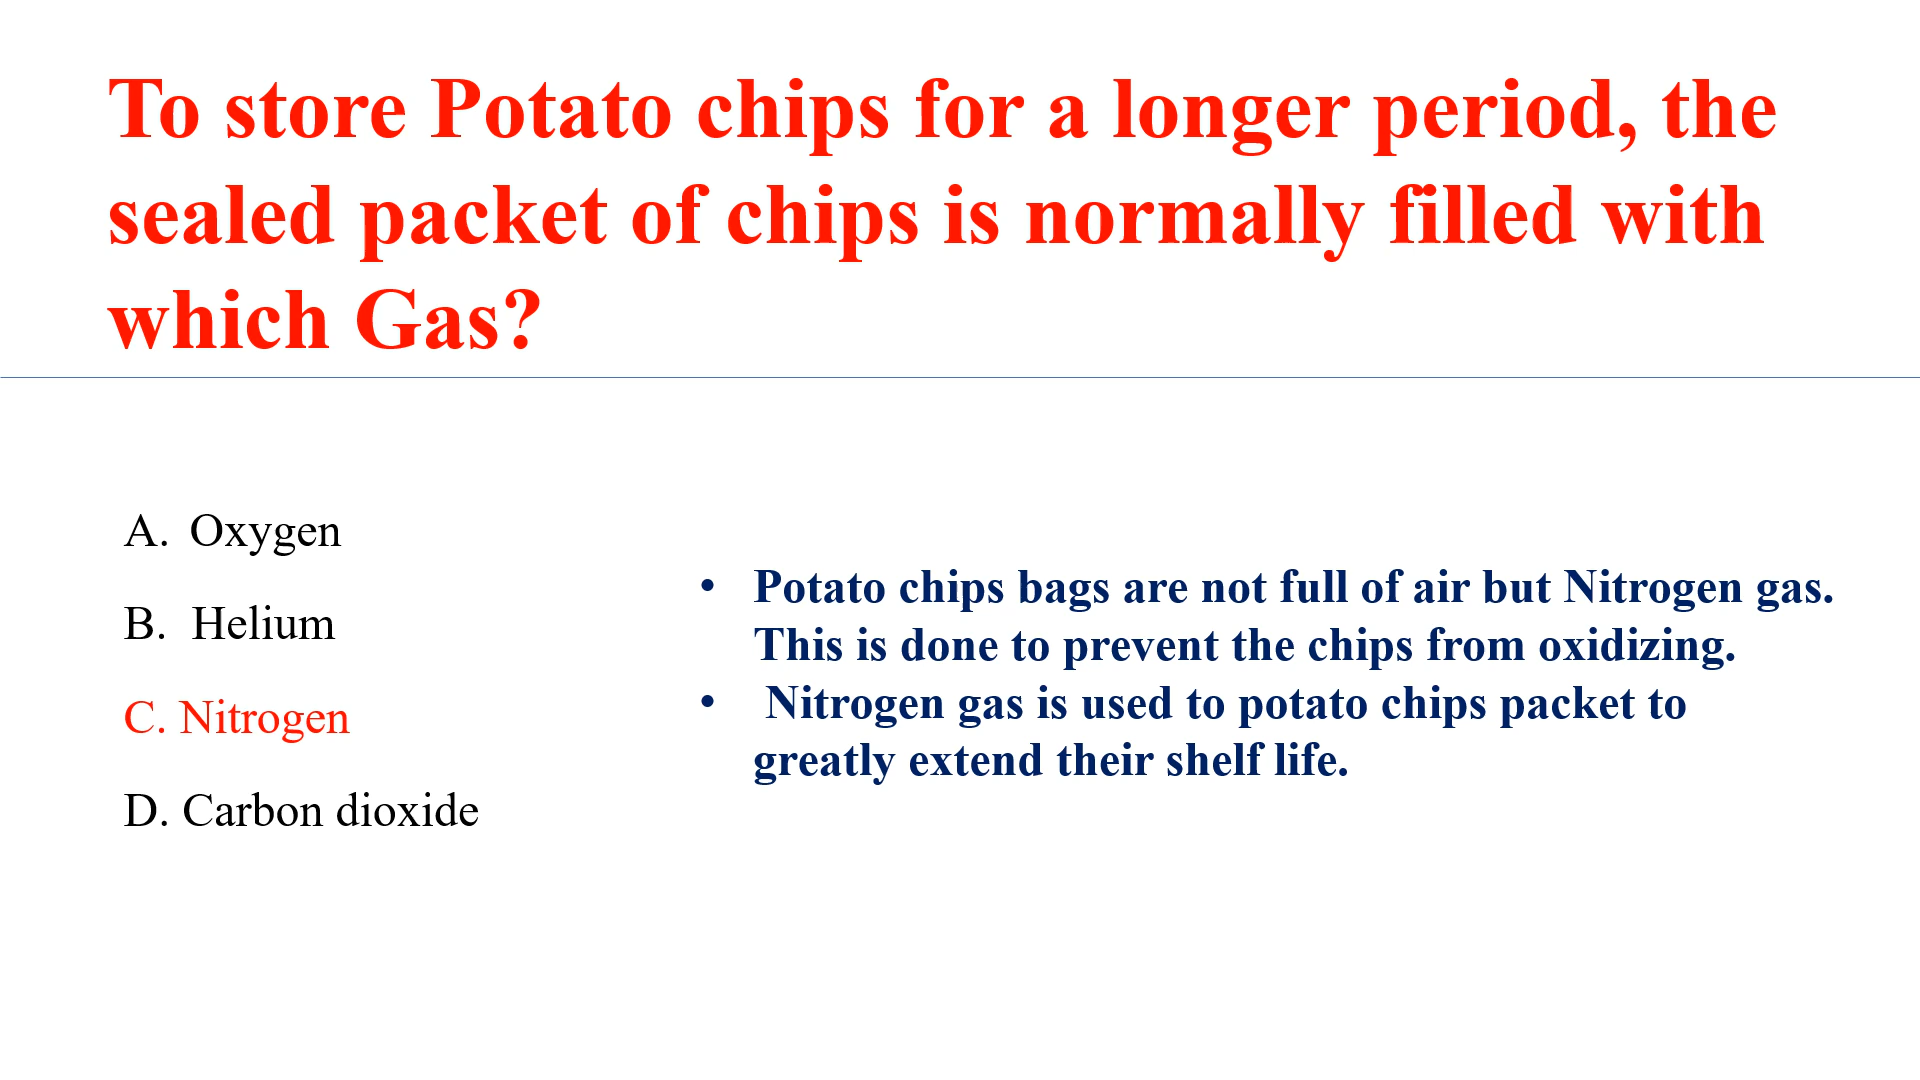 To store Potato chips for a longer period, the
sealed packet of chips is normally filled with
which Gas?
A. Oxygen
B. Helium
C. Nitrogen
D. Carbon dioxide
• Potato chips bags are not full of air but Nitrogen gas.
This is done to prevent the chips from oxidizing.
• Nitrogen gas is used to potato chips packet to
greatly extend their shelf life.